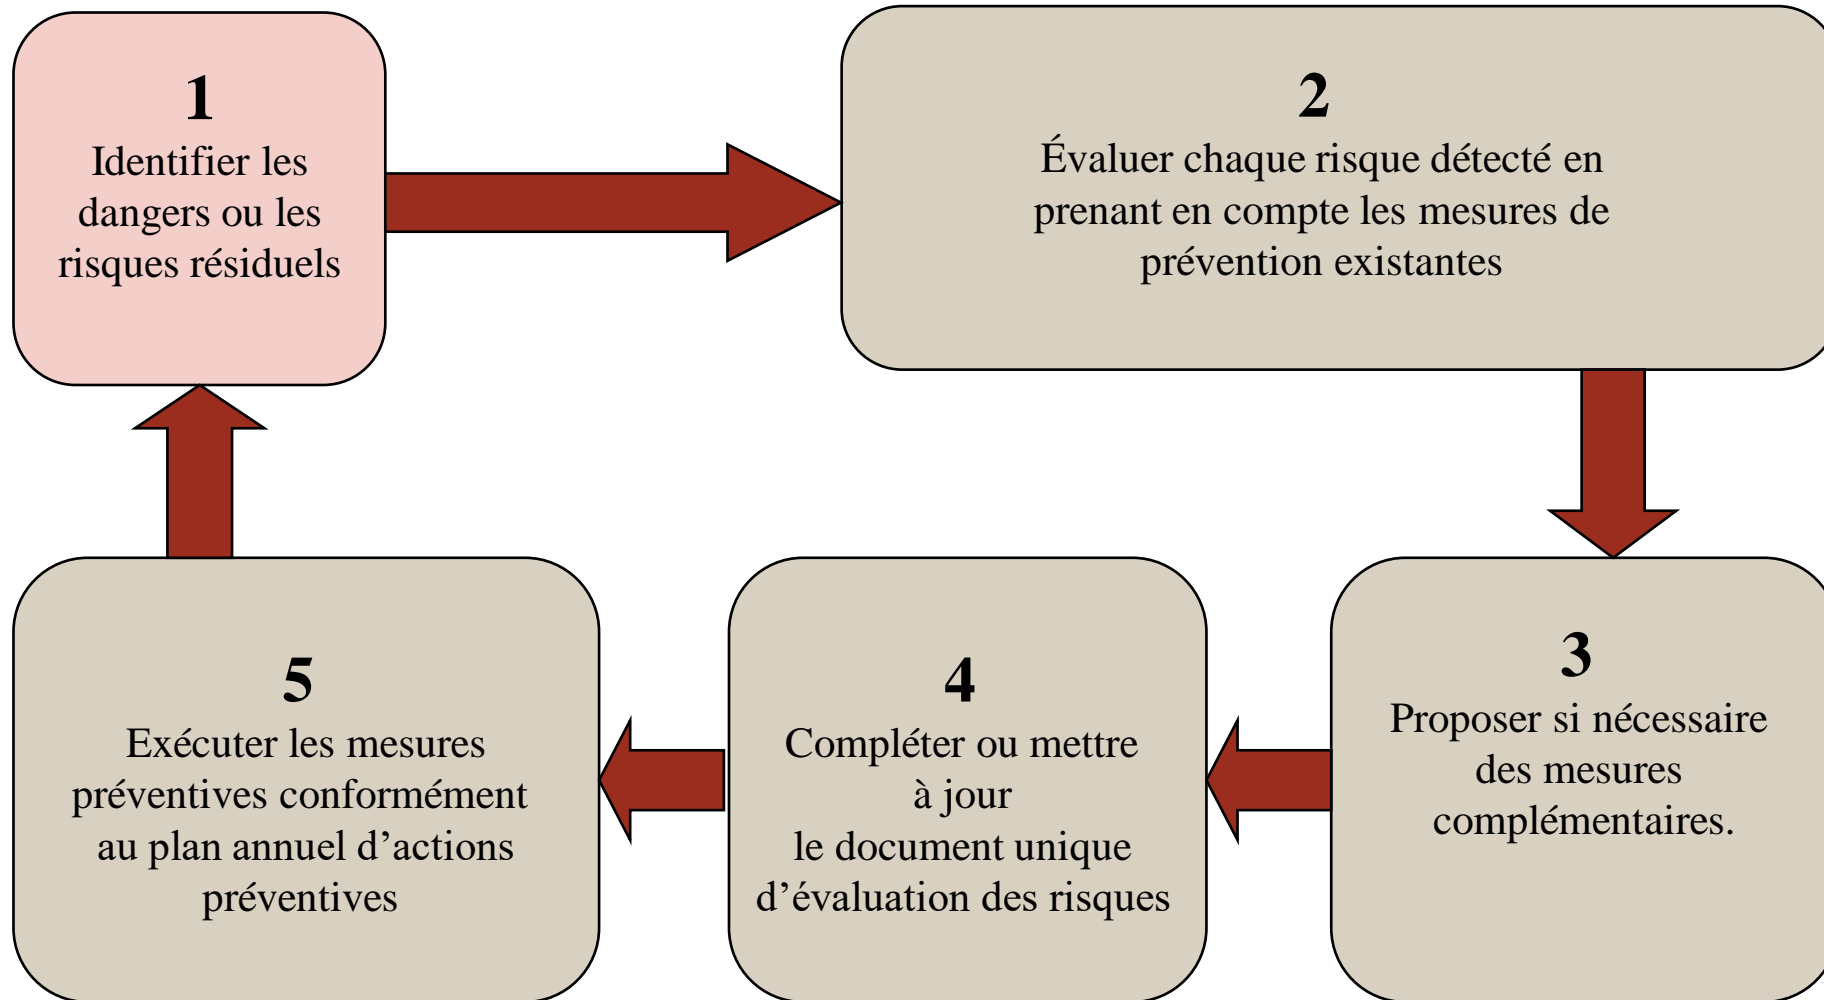 1
Identifier les
dangers ou les
risques résiduels
2
Évaluer chaque risque détecté en
prenant en compte les mesures de
prévention existantes
3
Proposer si nécessaire
des mesures
complémentaires.
4
Compléter ou mettre
à jour
le document unique
d’évaluation des risques
5
Exécuter les mesures
préventives conformément
au plan annuel d’actions
préventives